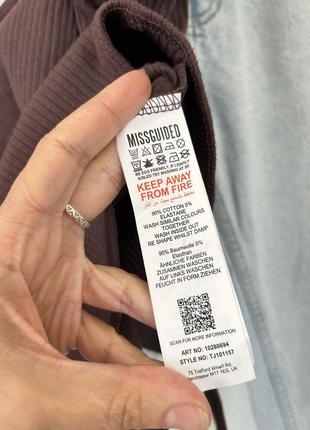 MISSGUIDED
BE ECO FRIENDLY, IF LIGHTLY
SOILED TRY WASHING AT 30°
KEEP AWAY
FROM FIRE
95% COTTON 5%
ELASTANE
WASH SIMILAR COLOURS
TOGETHER
WASH INSIDE OUT
RE SHAPE WHILST DAMP
95% Baumwolle 5%
Elasthan
ÄHNLICHE FARBEN
ZUSAMMEN WASCHEN
AUF LINKS WASCHEN
FEUCHT IN FORM ZIEHEN
SCAN FOR MORE INFORMATION
ART NO: 10280694
STYLE NO: TJ101157
75 Trafford Wharf Rd,
Manchester M17 1ES, UK